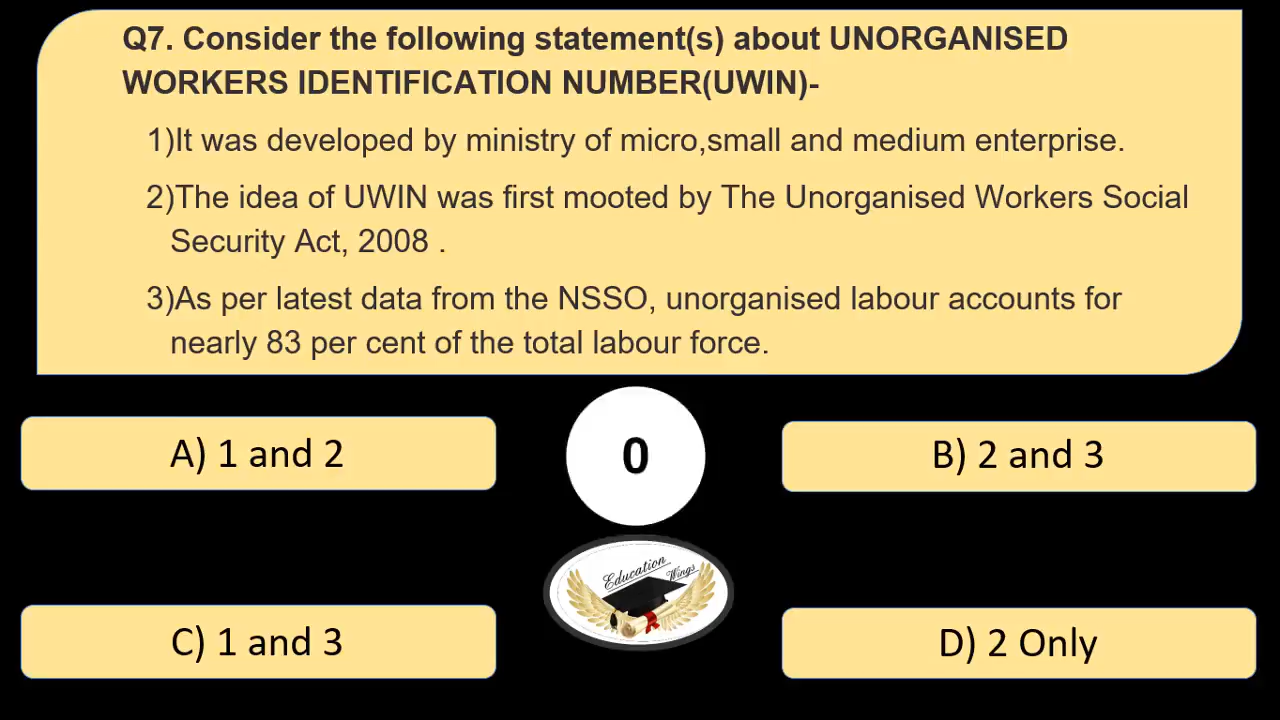 Q7. Consider the following statement(s) about UNORGANISED
WORKERS IDENTIFICATION NUMBER(UWIN)-
1)It was developed by ministry of micro,small and medium enterprise.
2)The idea of UWIN was first mooted by The Unorganised Workers Social
Security Act, 2008 .
3)As per latest data from the NSSO, unorganised labour accounts for
nearly 83 per cent of the total labour force.
A) 1 and 2
0
B) 2 and 3
Education
Wings
C) 1 and 3
D) 2 Only